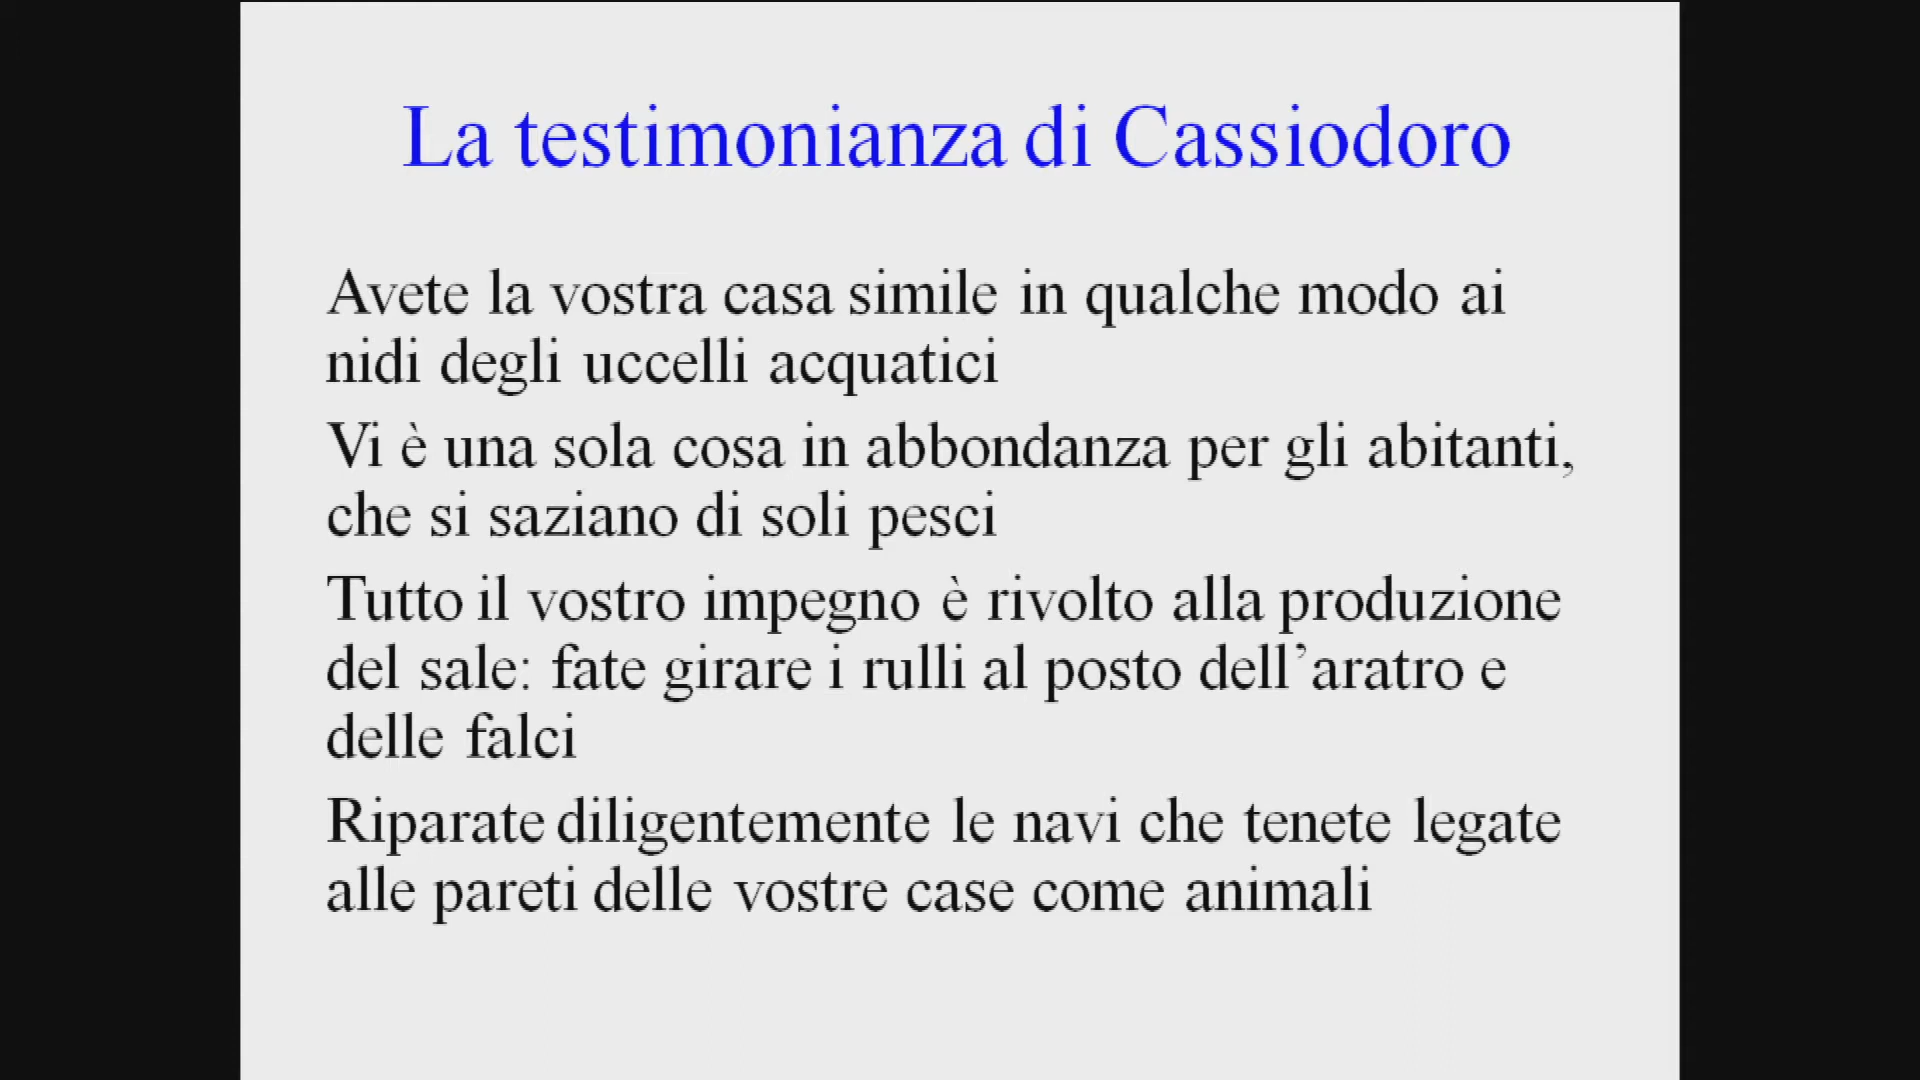 La testimonianza di Cassiodoro
Avete la vostra casa simile in qualche modo ai
nidi degli uccelli acquatici
Vi è una sola cosa in abbondanza per gli abitanti,
che si saziano di soli pesci
Tutto il vostro impegno è rivolto alla produzione
del sale: fate girare i rulli al posto dell’aratro e
delle falci
Riparate diligentemente le navi che tenete legate
alle pareti delle vostre case come animali